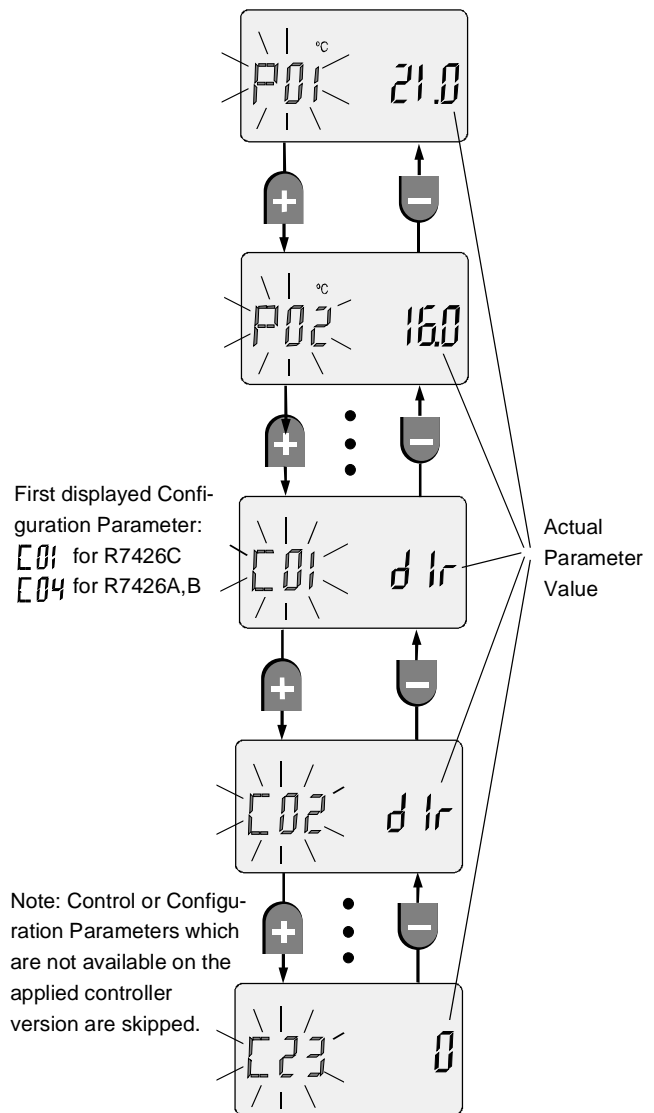 °C
P01 21.0
+ −
°C
P02 16.0
+ −
First displayed Confi-
guration Parameter:
C01 for R7426C
C04 for R7426A,B
C01 dIr
Actual
Parameter
Value
+ −
C02 dIr
Note: Control or Configu-
ration Parameters which
are not available on the
applied controller
version are skipped.
+ −
C23 0